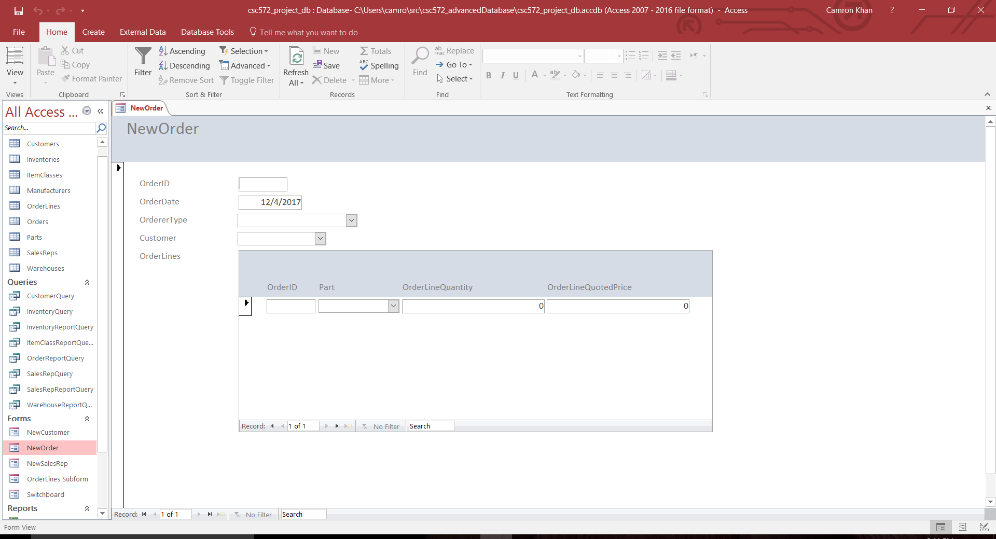 csc572_project_db : Database- C:\Users\camro\src\csc572_advancedDatabase\csc572_project_db.accdb (Access 2007 - 2016 file format) - Access
Camron Khan
?
File Home Create External Data Database Tools Tell me what you want to do
View
Views
Paste
Cut
Copy
Format Painter
Clipboard
Filter
Ascending
Descending
Remove Sort
Selection
Advanced
Toggle Filter
Sort & Filter
Refresh
All
New
Save
Delete
Totals
Spelling
More
Records
Find
Replace
Go To
Select
Find
B I U A
Text Formatting
All Access ...
Search...
Customers
Inventories
ItemClasses
Manufacturers
OrderLines
Orders
Parts
SalesReps
Warehouses
Queries
CustomerQuery
InventoryQuery
InventoryReportQuery
ItemClassReportQue...
OrderReportQuery
SalesRepQuery
SalesRepReportQuery
WarehouseReportQ...
Forms
NewCustomer
NewOrder
NewSalesRep
OrderLines Subform
Switchboard
Reports
NewOrder
NewOrder
OrderID
OrderDate 12/4/2017
OrdererType
Customer
OrderLines
OrderID Part OrderLineQuantity OrderLineQuotedPrice
0 0
Record: 1 of 1 No Filter Search
Record: 1 of 1 No Filter Search
Form View